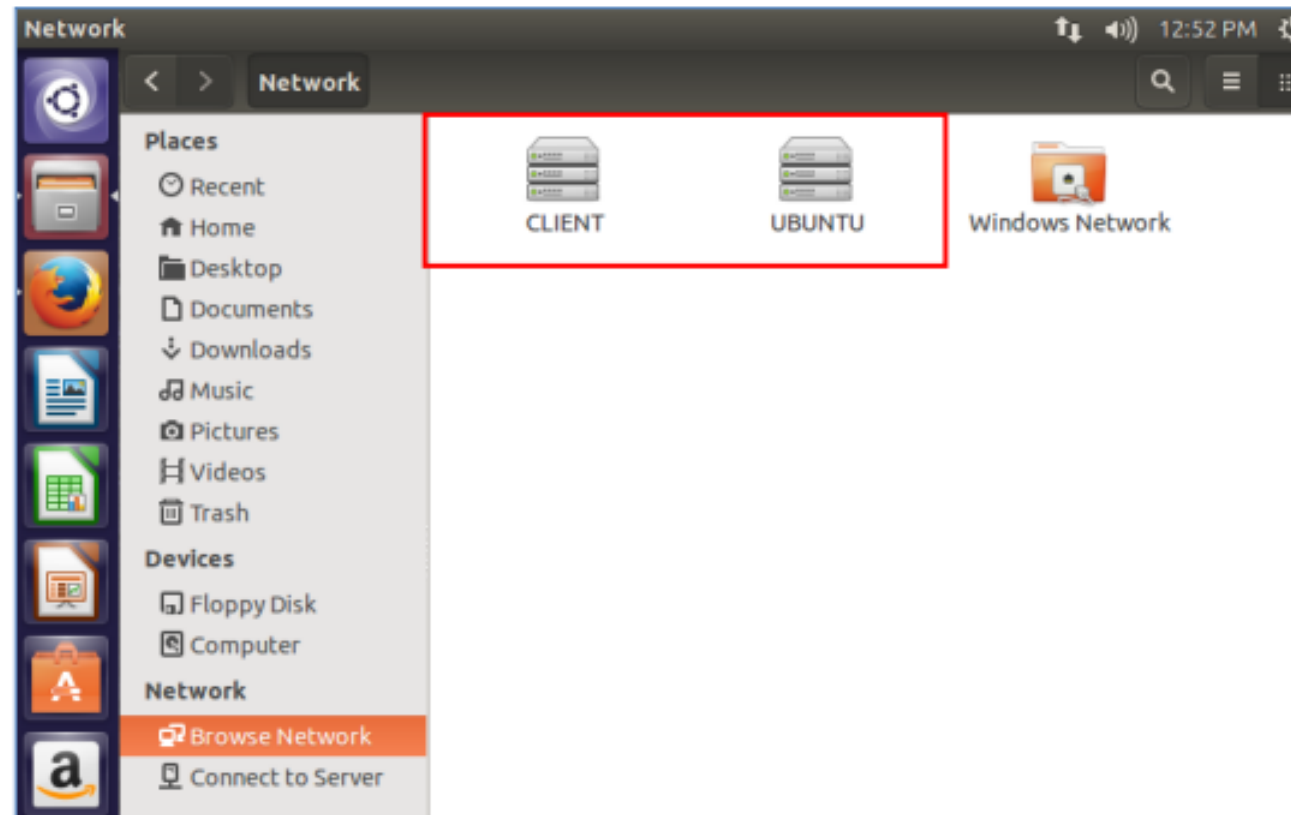 Network
12:52 PM
Network
Places
Recent
Home
Desktop
Documents
Downloads
Music
Pictures
Videos
Trash
Devices
Floppy Disk
Computer
Network
Browse Network
Connect to Server
CLIENT
UBUNTU
Windows Network
A
a